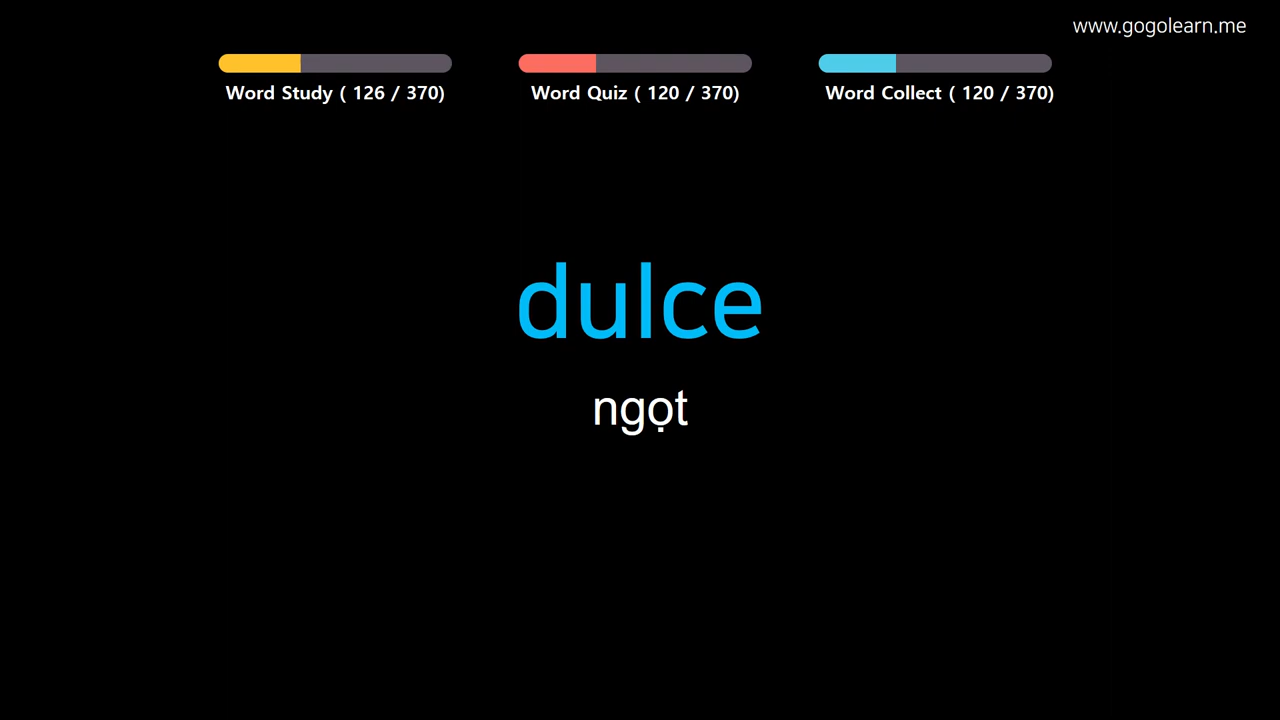 www.gogolearn.me
Word Study ( 126 / 370)
Word Quiz ( 120 / 370)
Word Collect ( 120 / 370)
dulce
ngọt